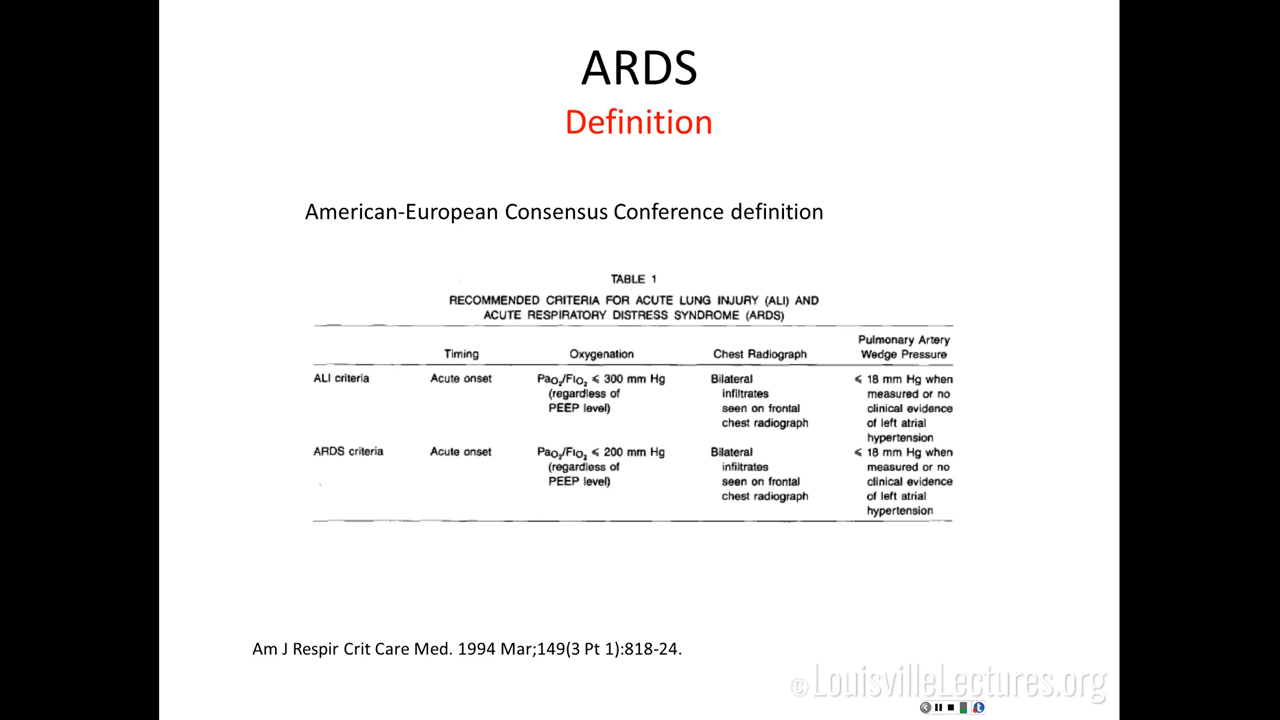 ARDS
Definition
American-European Consensus Conference definition
TABLE 1
RECOMMENDED CRITERIA FOR ACUTE LUNG INJURY (ALI) AND
ACUTE RESPIRATORY DISTRESS SYNDROME (ARDS)
Timing Oxygenation Chest Radiograph Pulmonary Artery
Wedge Pressure
ALI criteria Acute onset PaO₂/FIO₂ ≤ 300 mm Hg Bilateral ≤ 18 mm Hg when
(regardless of infiltrates measured or no
PEEP level) seen on frontal clinical evidence
chest radiograph of left atrial
hypertension
ARDS criteria Acute onset PaO₂/FIO₂ ≤ 200 mm Hg Bilateral ≤ 18 mm Hg when
(regardless of infiltrates measured or no
PEEP level) seen on frontal clinical evidence
chest radiograph of left atrial
hypertension
Am J Respir Crit Care Med. 1994 Mar;149(3 Pt 1):818-24.
©LouisvilleLectures.org